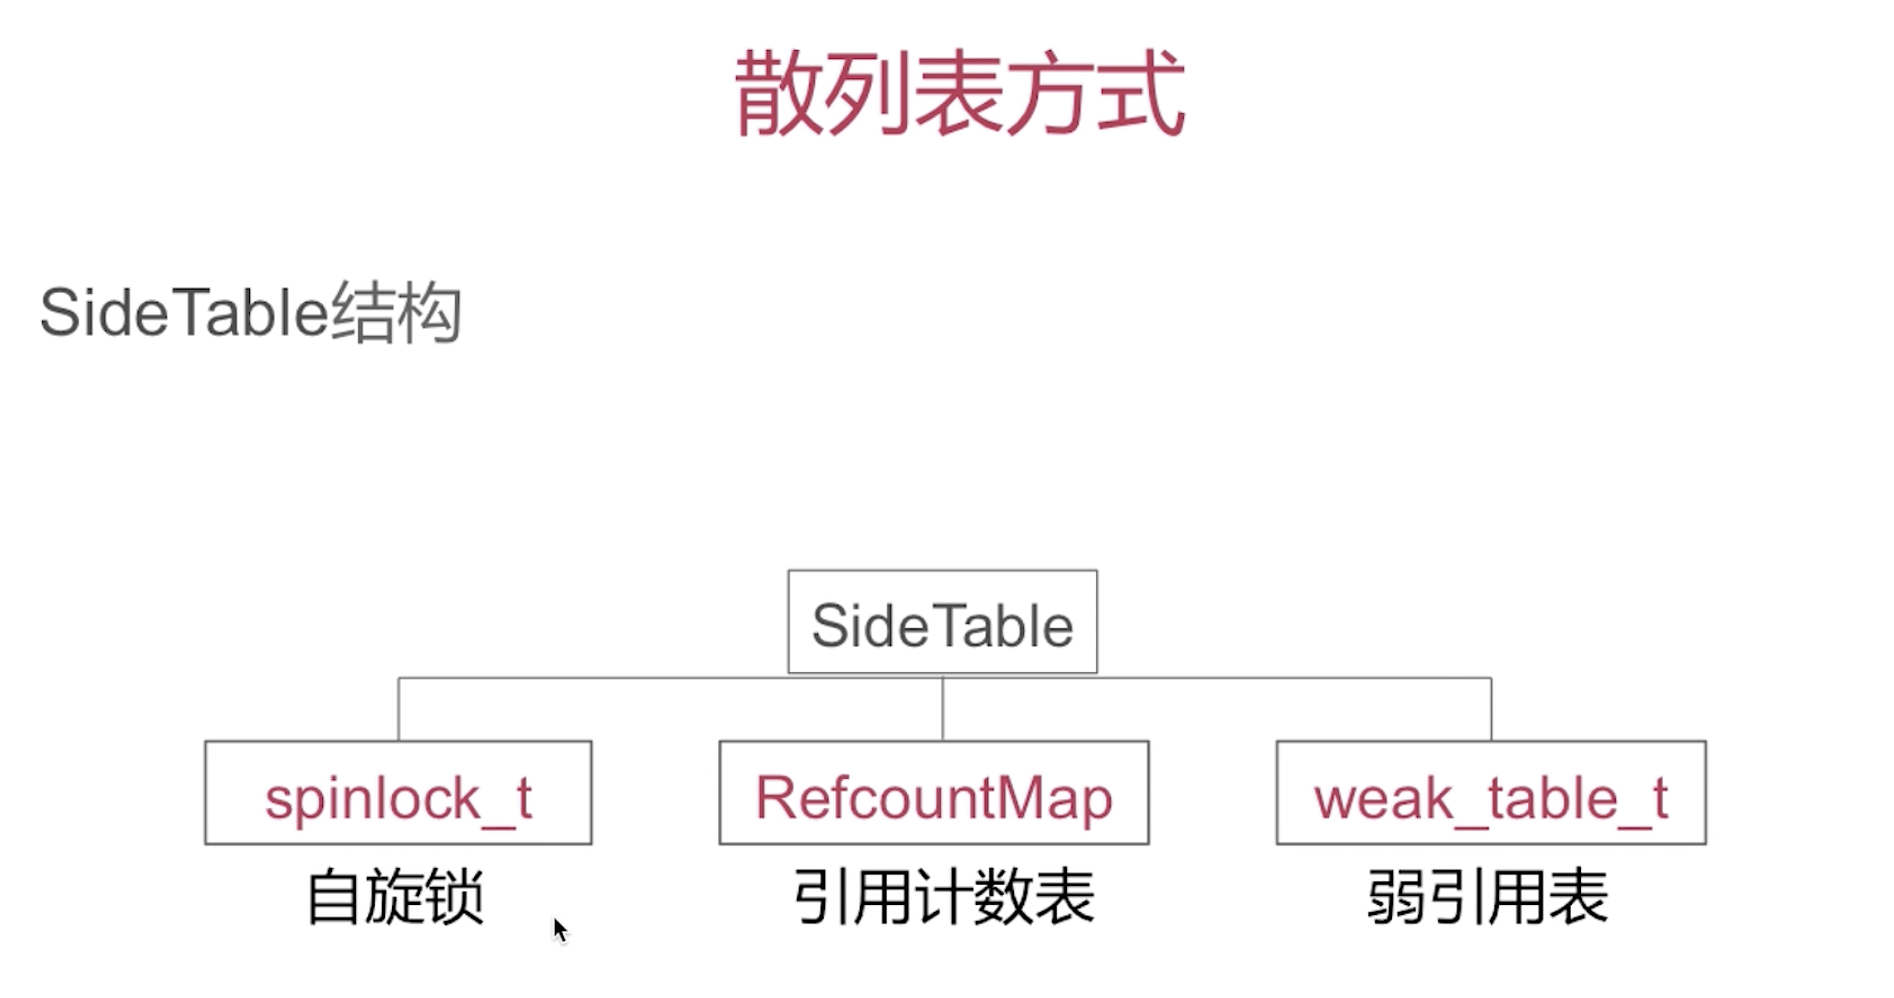 散列表方式
SideTable结构
SideTable
spinlock_t
RefcountMap
weak_table_t
自旋锁
引用计数表
弱引用表